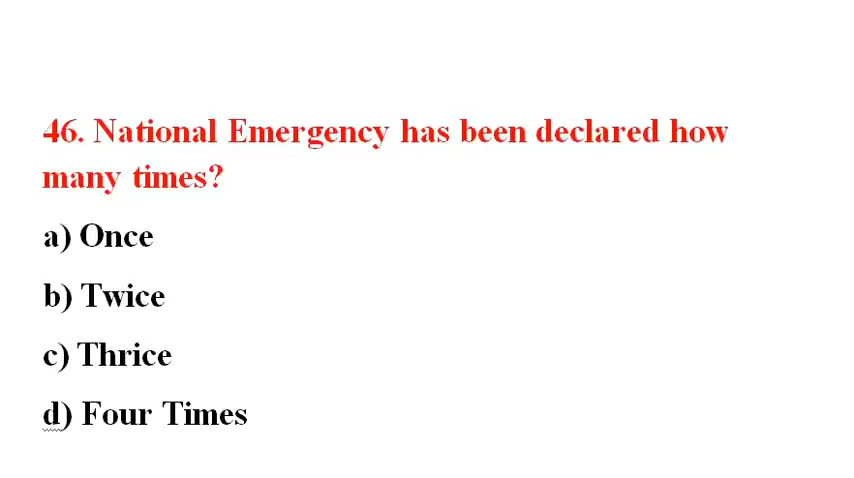 46. National Emergency has been declared how
many times?
a) Once
b) Twice
c) Thrice
d) Four Times